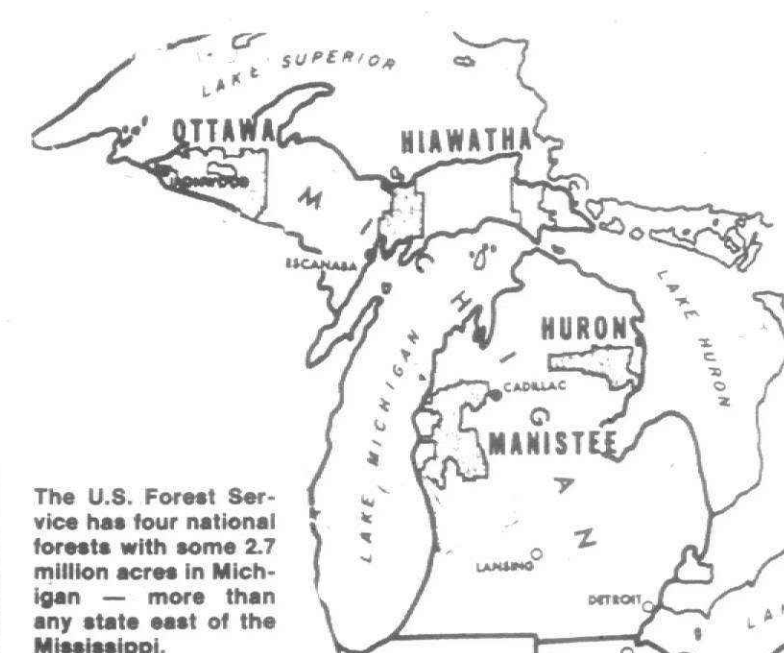 LAKE SUPERIOR
OTTAWA
HIAWATHA
IRONWOOD
M I C H I G A N
ESCANABA
LAKE HURON
HURON
LAKE MICHIGAN
CADILLAC
MANISTEE
The U.S. Forest Ser-
vice has four national
forests with some 2.7
million acres in Mich-
igan — more than
any state east of the
Mississippi.
LANSING
DETROIT
LA